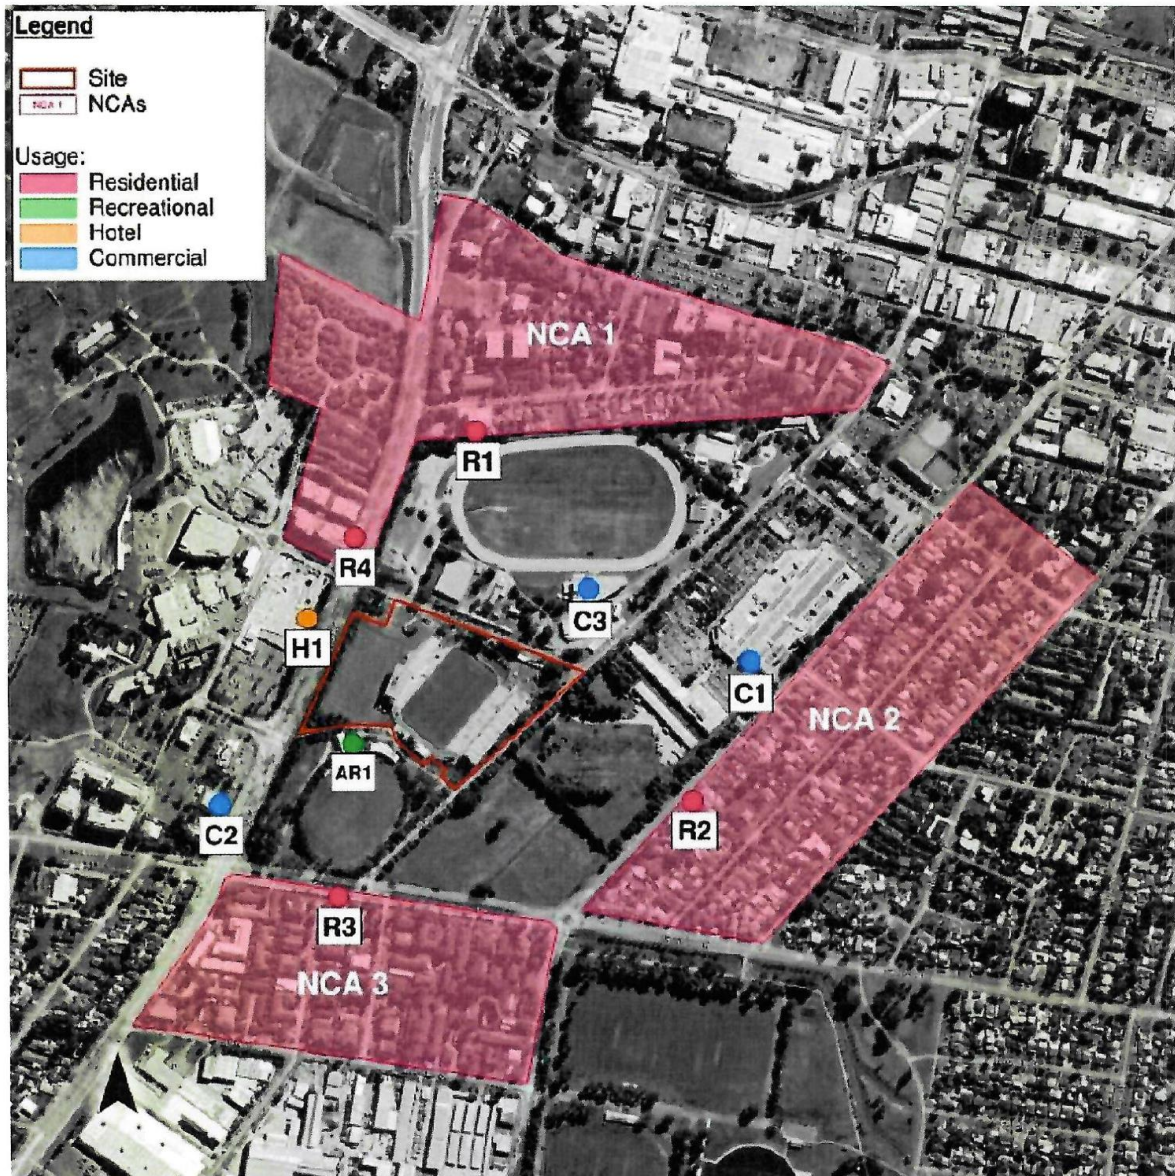 Legend
Site
NCA 1
NCAs
Usage:
Residential
Recreational
Hotel
Commercial
NCA 1
R1
R4
C3
H1
C1
NCA 2
AR1
R2
C2
R3
NCA 3